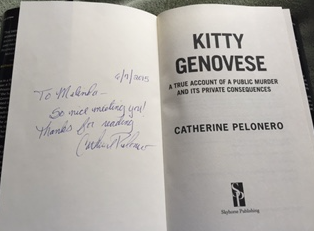 6/9/2015
To Malinho –
So nice meeting you!
Thanks for reading
Catherine Pelonero
KITTY
GENOVESE
A TRUE ACCOUNT OF A PUBLIC MURDER
AND ITS PRIVATE CONSEQUENCES
CATHERINE PELONERO
Skyhorse Publishing